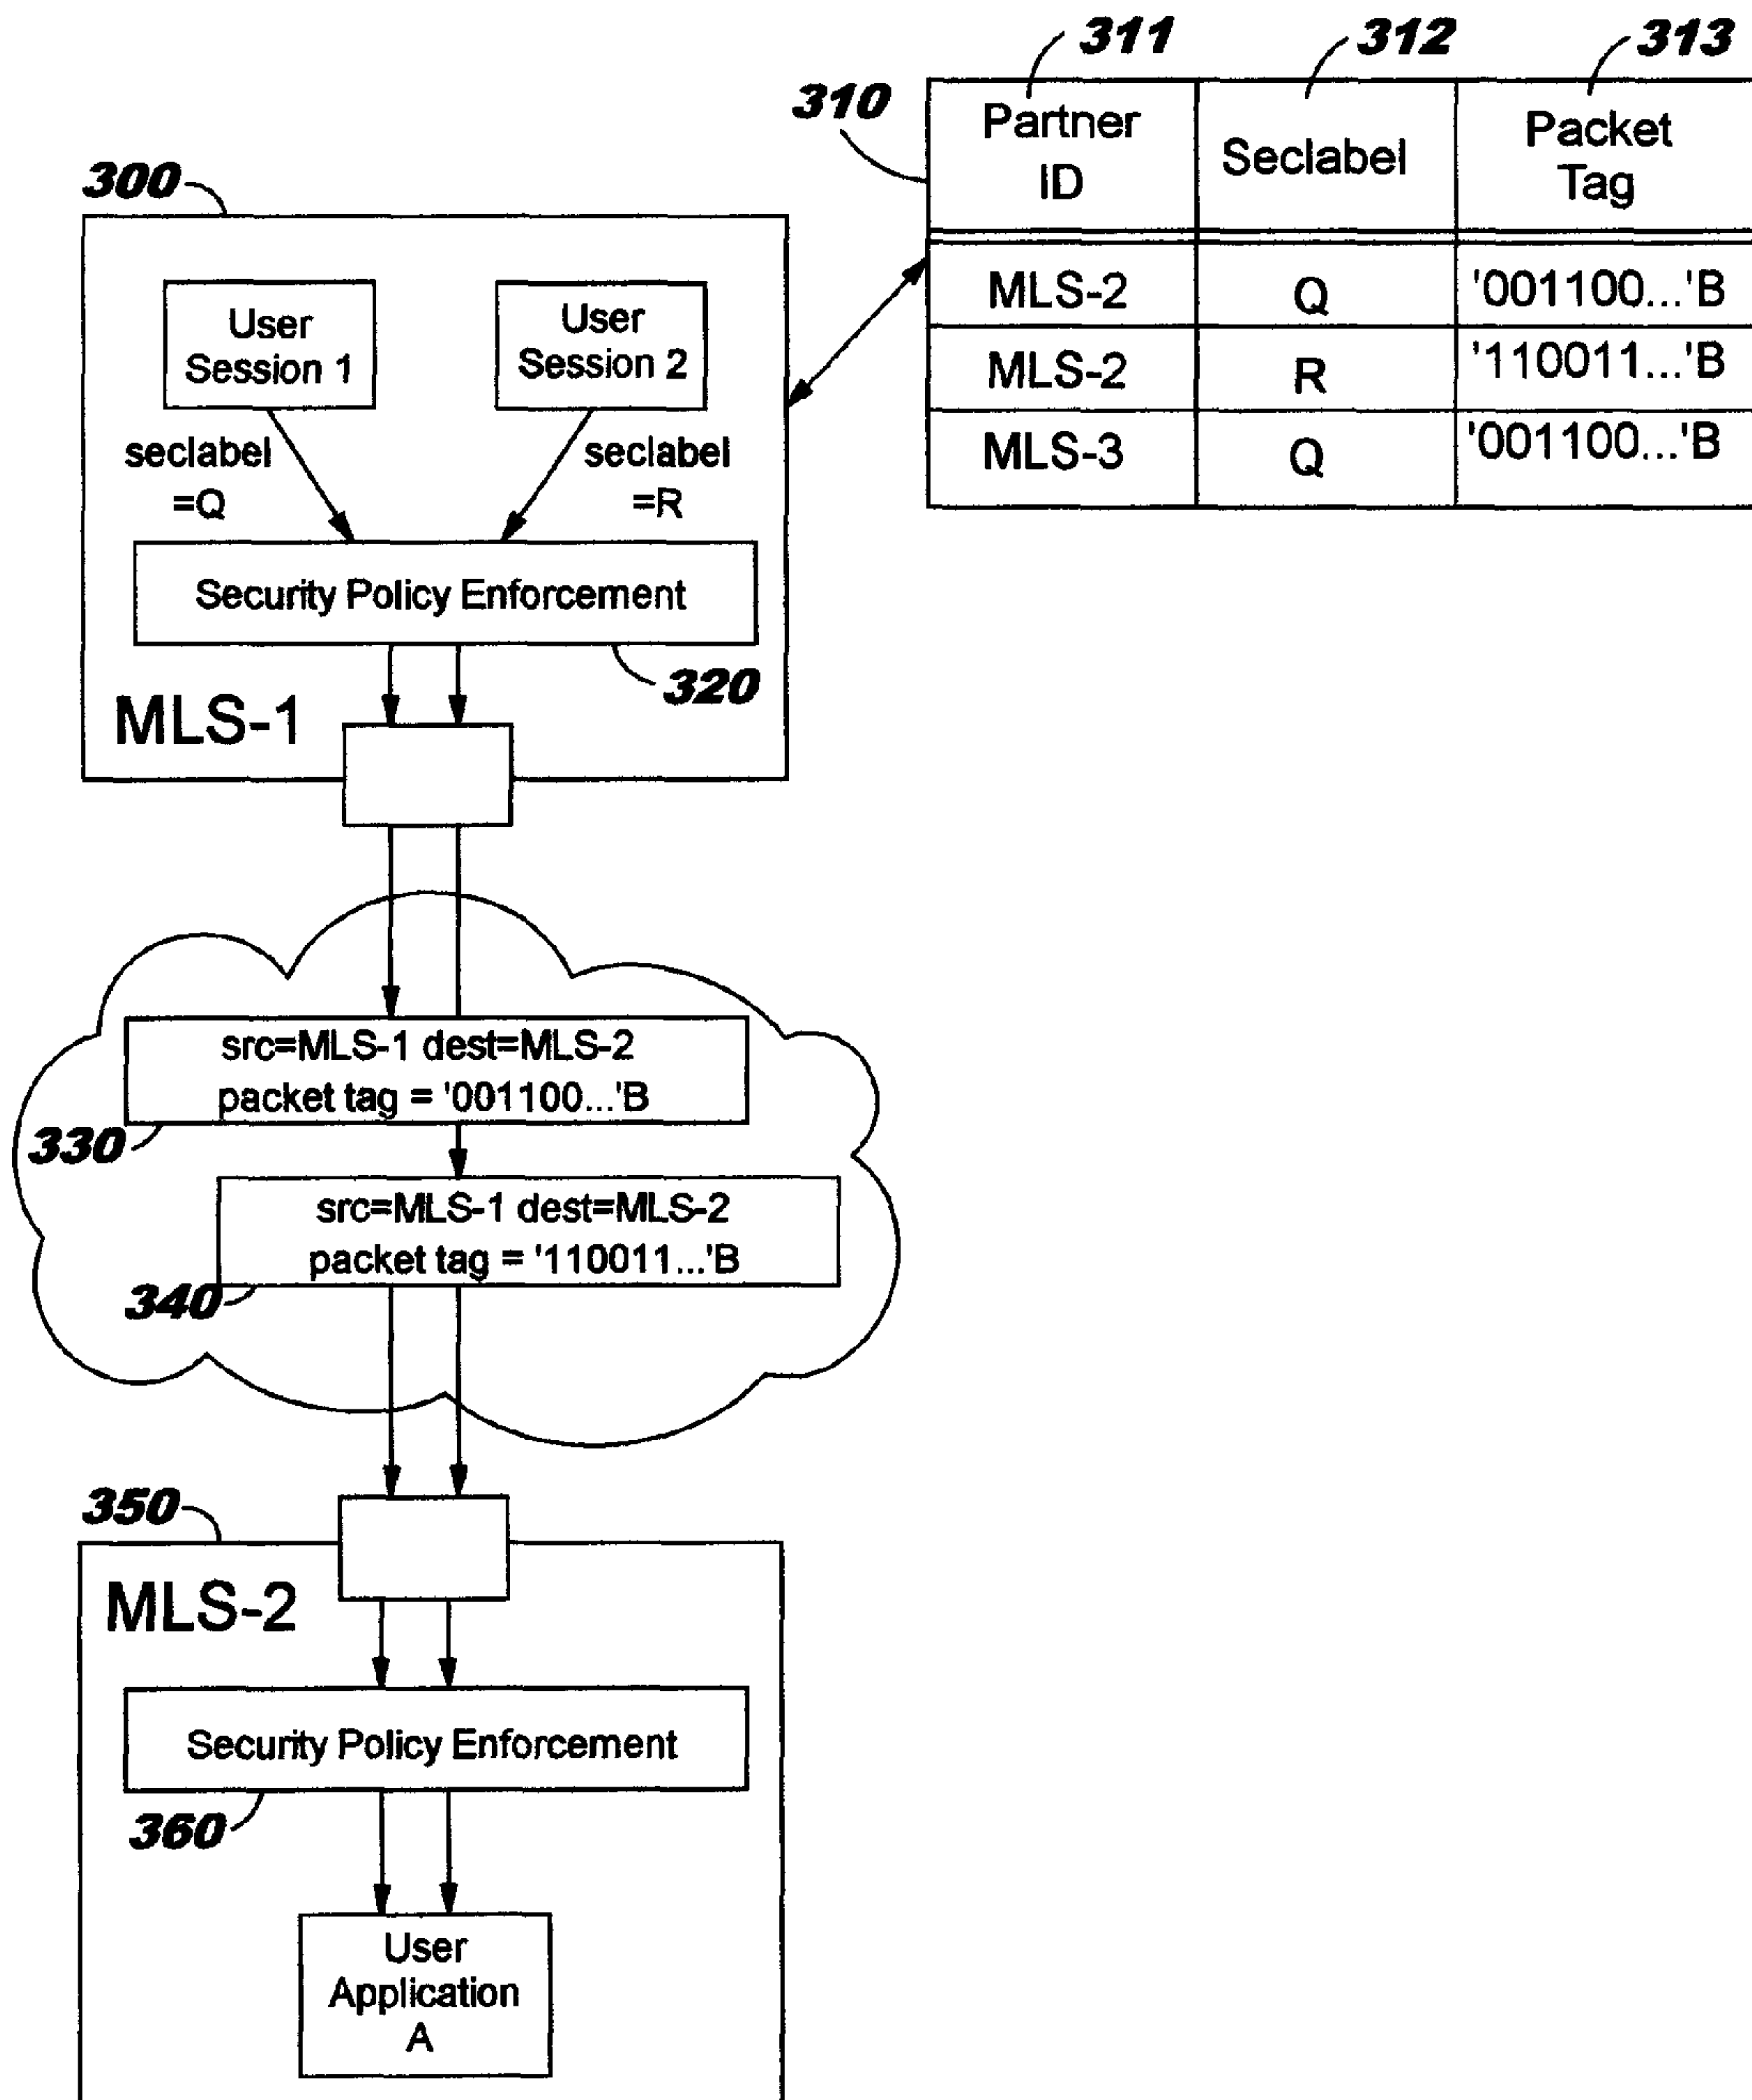 311
312
313
310
Partner ID
Seclabel
Packet Tag
MLS-2 Q '001100...'B
MLS-2 R '110011...'B
MLS-3 Q '001100...'B
300
User
Session 1
User
Session 2
seclabel
=Q
seclabel
=R
Security Policy Enforcement
320
MLS-1
src=MLS-1 dest=MLS-2
packet tag = '001100...'B
330
src=MLS-1 dest=MLS-2
packet tag = '110011...'B
340
350
MLS-2
Security Policy Enforcement
360
User
Application
A